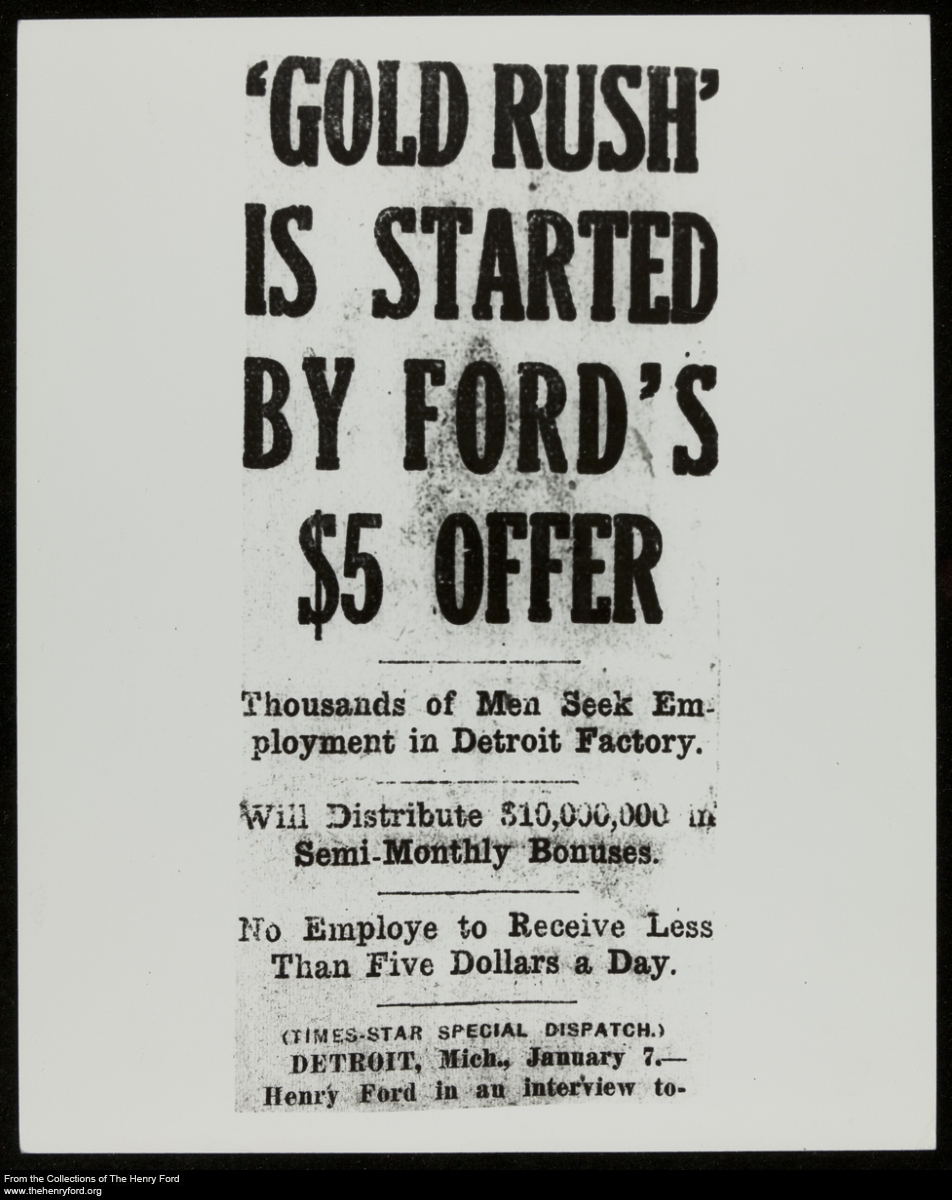 ‘GOLD RUSH’
IS STARTED
BY FORD’S
$5 OFFER
Thousands of Men Seek Em-
ployment in Detroit Factory.
Will Distribute $10,000,000 in
Semi-Monthly Bonuses.
No Employe to Receive Less
Than Five Dollars a Day.
(TIMES-STAR SPECIAL DISPATCH.)
DETROIT, Mich., January 7.—
Henry Ford in an interview to-
From the Collections of The Henry Ford
www.thehenryford.org